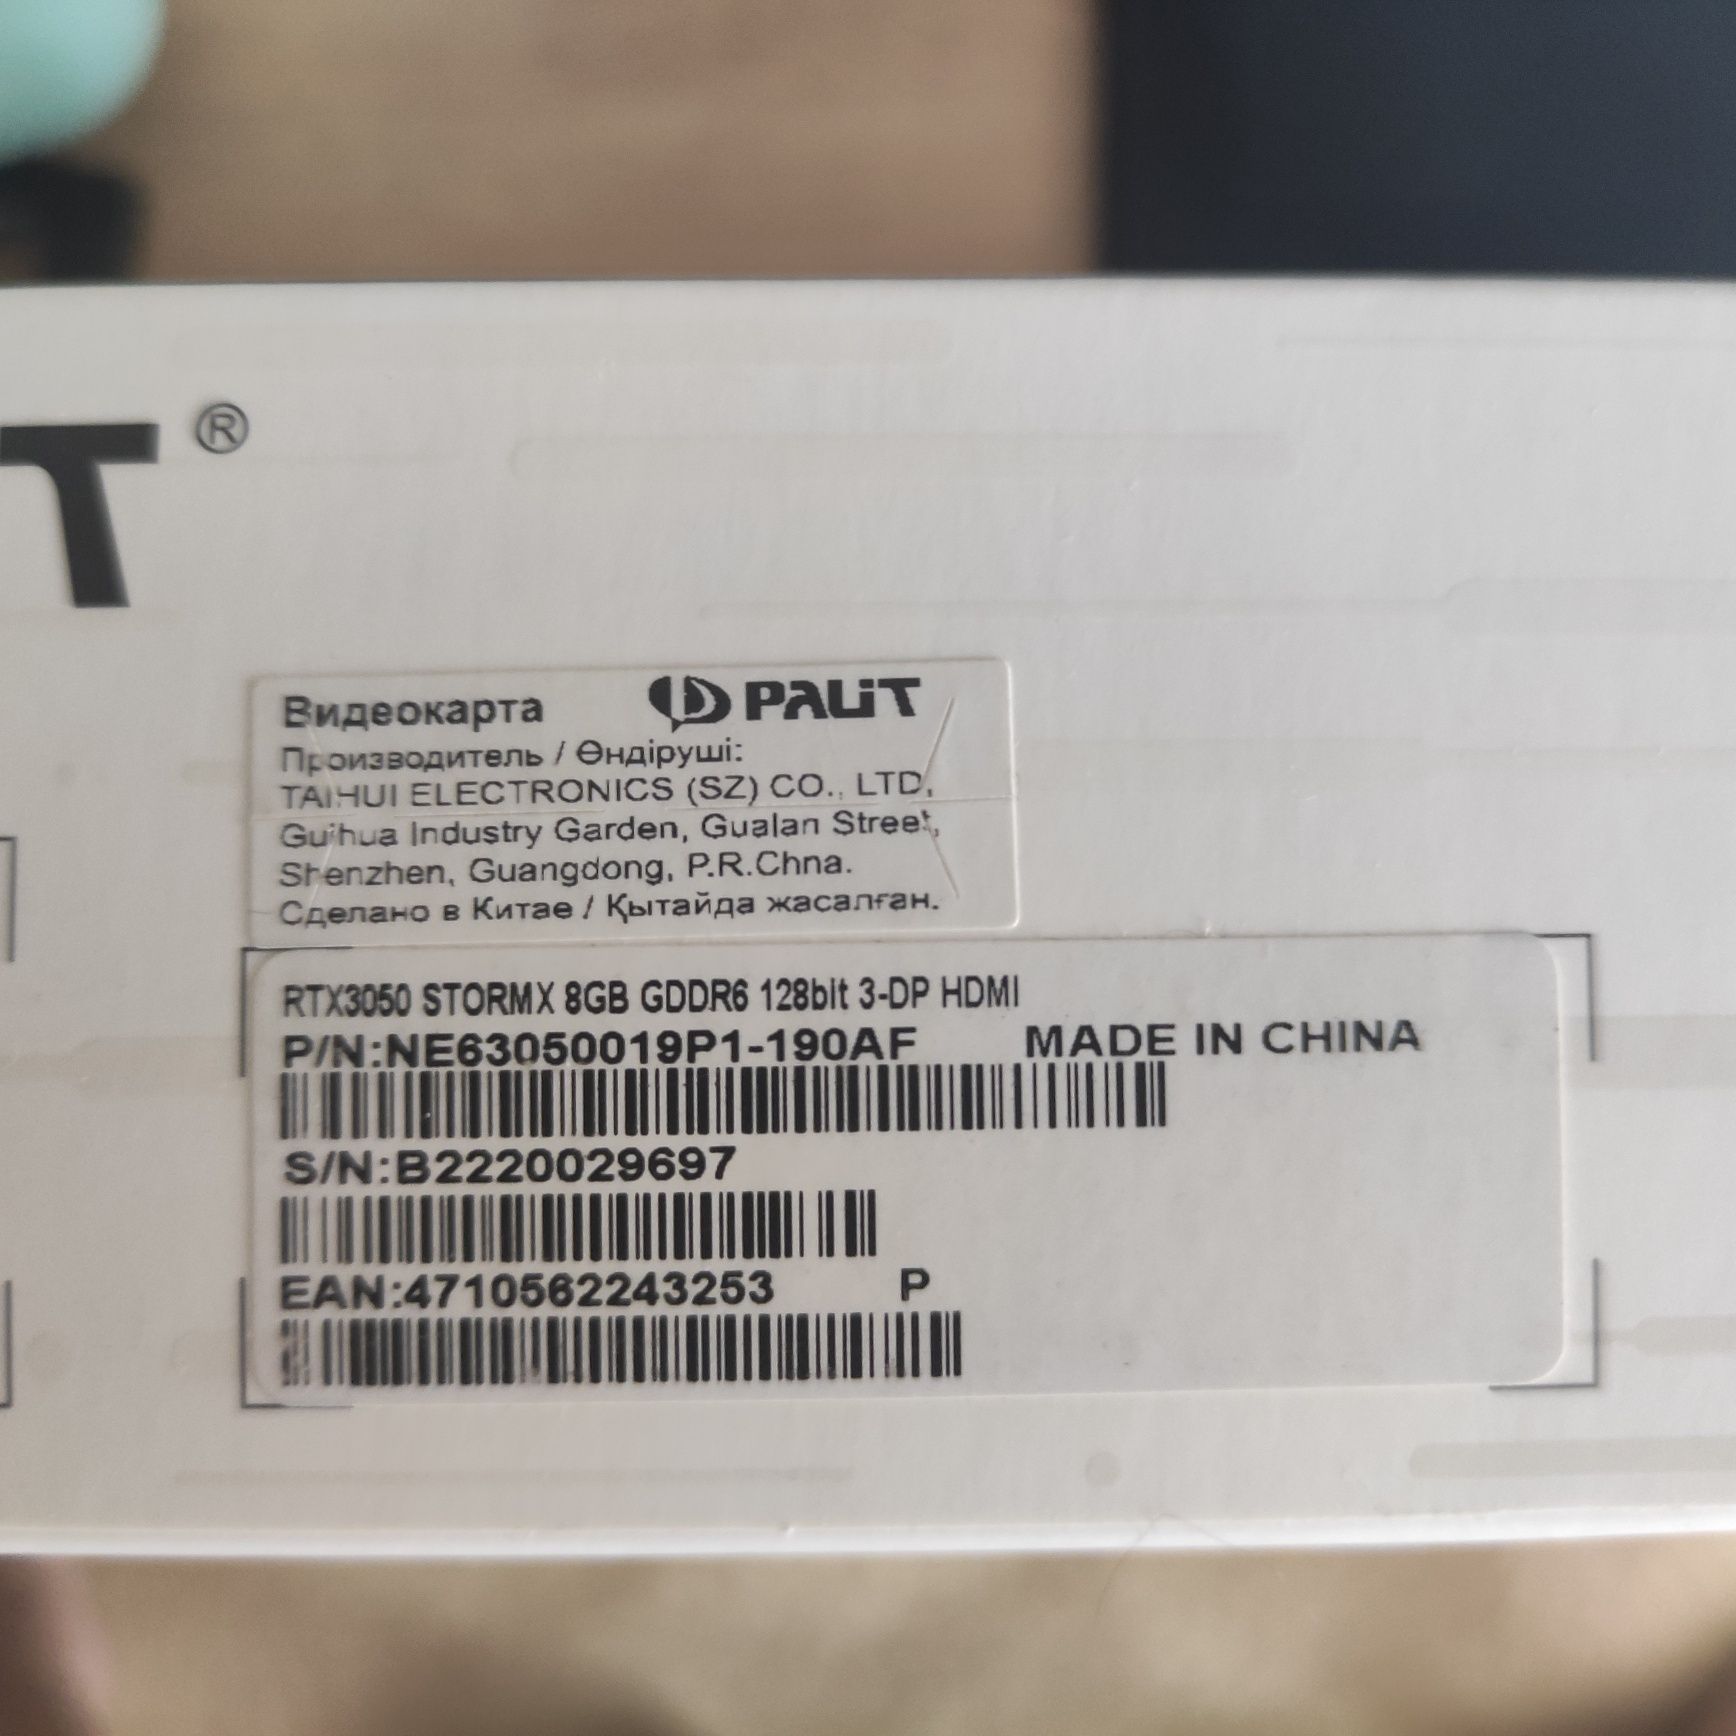 T®
Видеокарта PALiT
Производитель / Өндіруші:
TAIHUI ELECTRONICS (SZ) CO., LTD,
Guihua Industry Garden, Gualan Street,
Shenzhen, Guangdong, P.R.Chna.
Сделано в Китае / Қытайда жасалған.
RTX3050 STORMX 8GB GDDR6 128bit 3-DP HDMI
P/N:NE63050019P1-190AF MADE IN CHINA
S/N:B2220029697
EAN:4710562243253 P